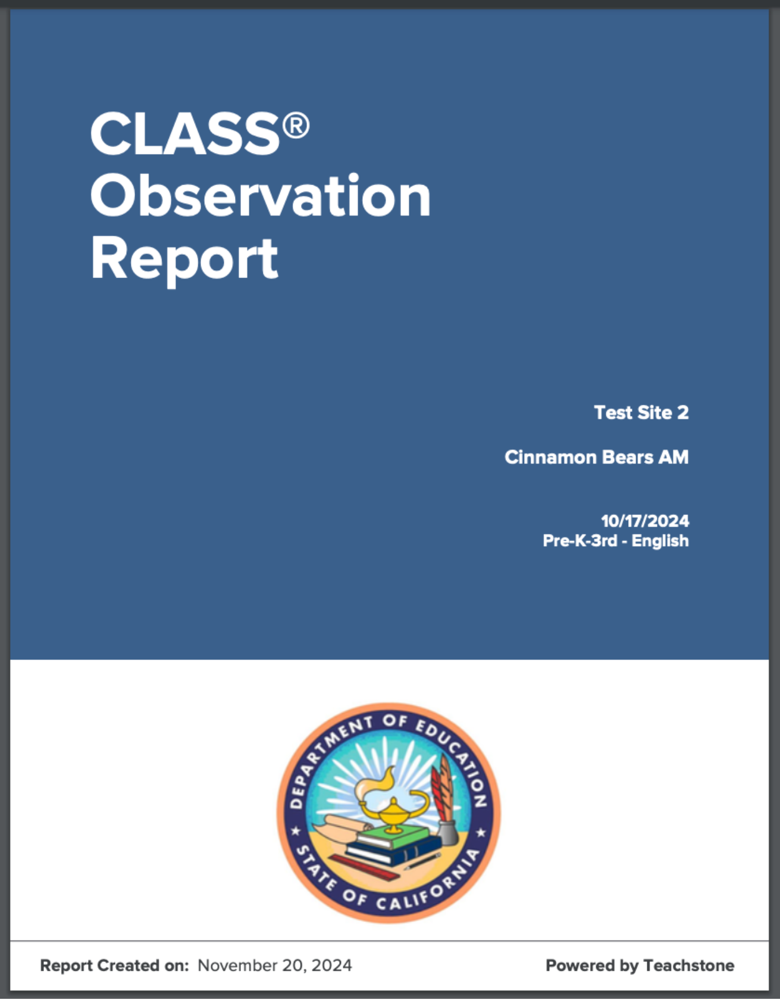 CLASS®
Observation
Report
Test Site 2
Cinnamon Bears AM
10/17/2024
Pre-K-3rd - English
DEPARTMENT OF EDUCATION
STATE OF CALIFORNIA
Report Created on: November 20, 2024
Powered by Teachstone